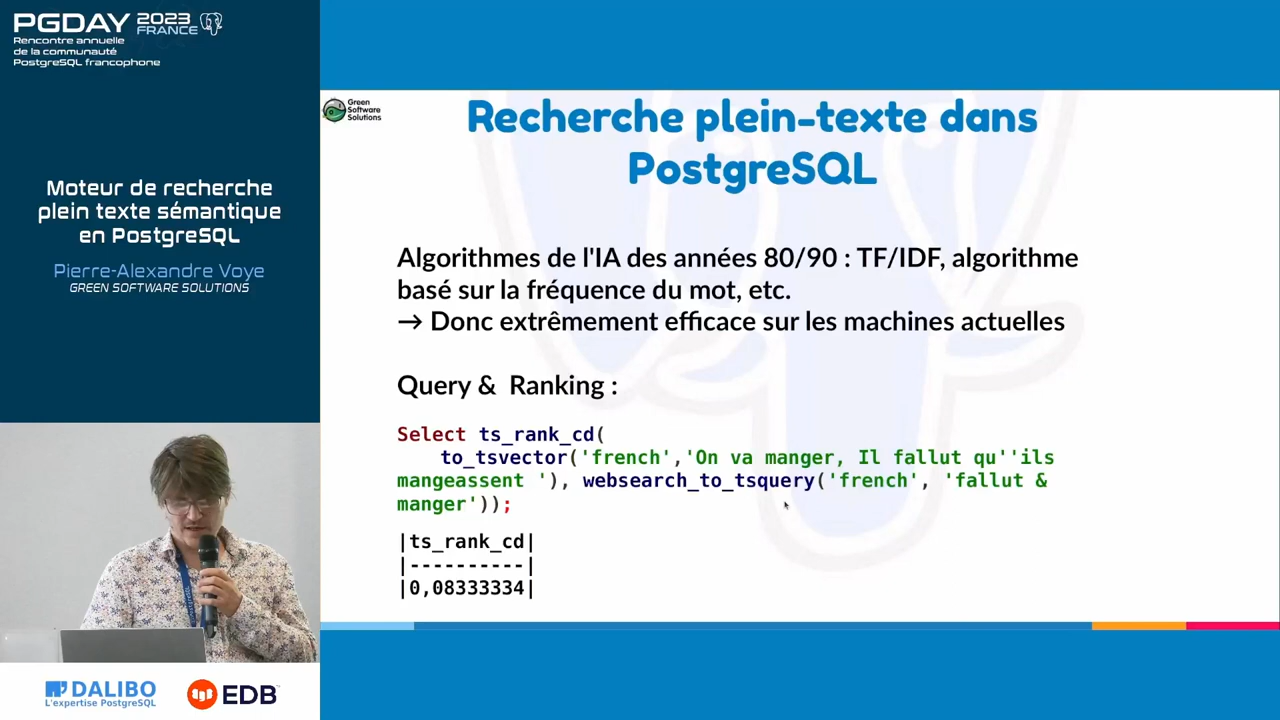 PGDAY 2023 FRANCE
Rencontre annuelle
de la communauté
PostgreSQL francophone
Moteur de recherche
plein texte sémantique
en PostgreSQL
Pierre-Alexandre Voye
GREEN SOFTWARE SOLUTIONS
DALIBO
L'expertise PostgreSQL
EDB
Green
Software
Solutions
Recherche plein-texte dans
PostgreSQL
Algorithmes de l'IA des années 80/90 : TF/IDF, algorithme
basé sur la fréquence du mot, etc.
→ Donc extrêmement efficace sur les machines actuelles
Query & Ranking :
Select ts_rank_cd(
to_tsvector('french','On va manger, Il fallut qu''ils
mangeassent '), websearch_to_tsquery('french', 'fallut &
manger'));
|ts_rank_cd|
|----------|
|0,08333334|